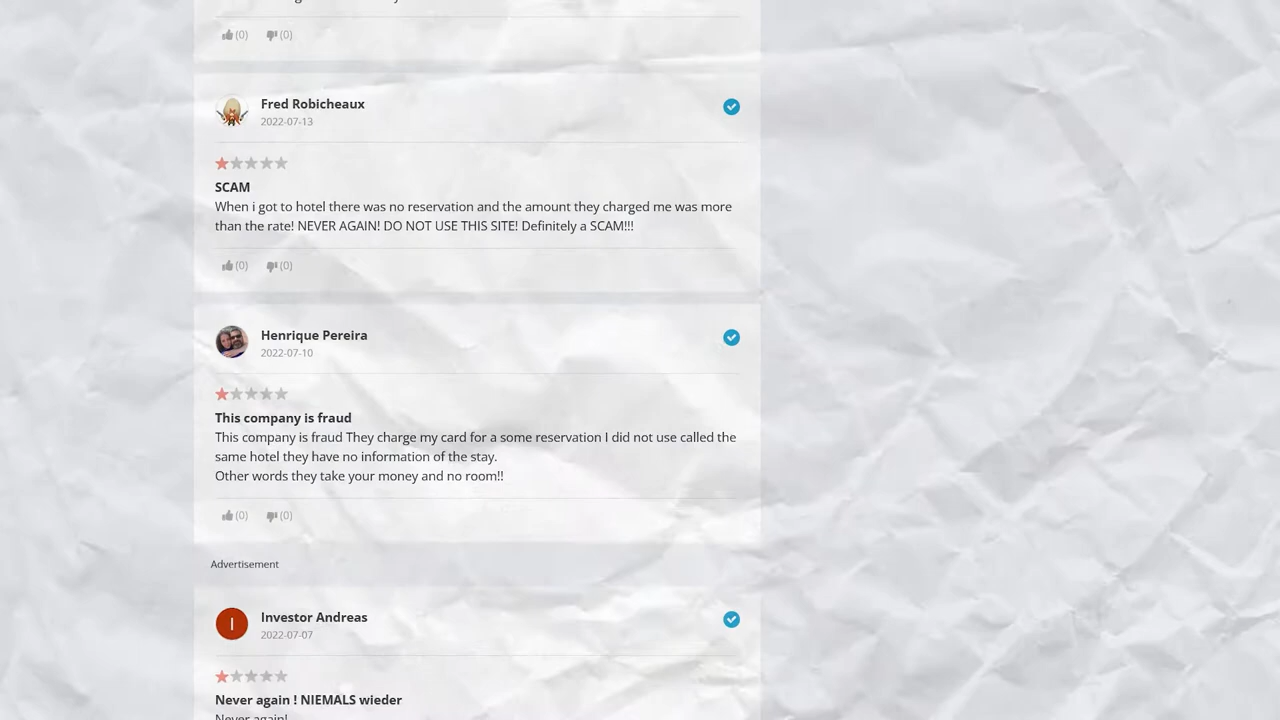 (0) (0)
Fred Robicheaux
2022-07-13
SCAM
When i got to hotel there was no reservation and the amount they charged me was more
than the rate! NEVER AGAIN! DO NOT USE THIS SITE! Definitely a SCAM!!!
(0) (0)
Henrique Pereira
2022-07-10
This company is fraud
This company is fraud They charge my card for a some reservation I did not use called the
same hotel they have no information of the stay.
Other words they take your money and no room!!
(0) (0)
Advertisement
I
Investor Andreas
2022-07-07
Never again ! NIEMALS wieder
Never again!